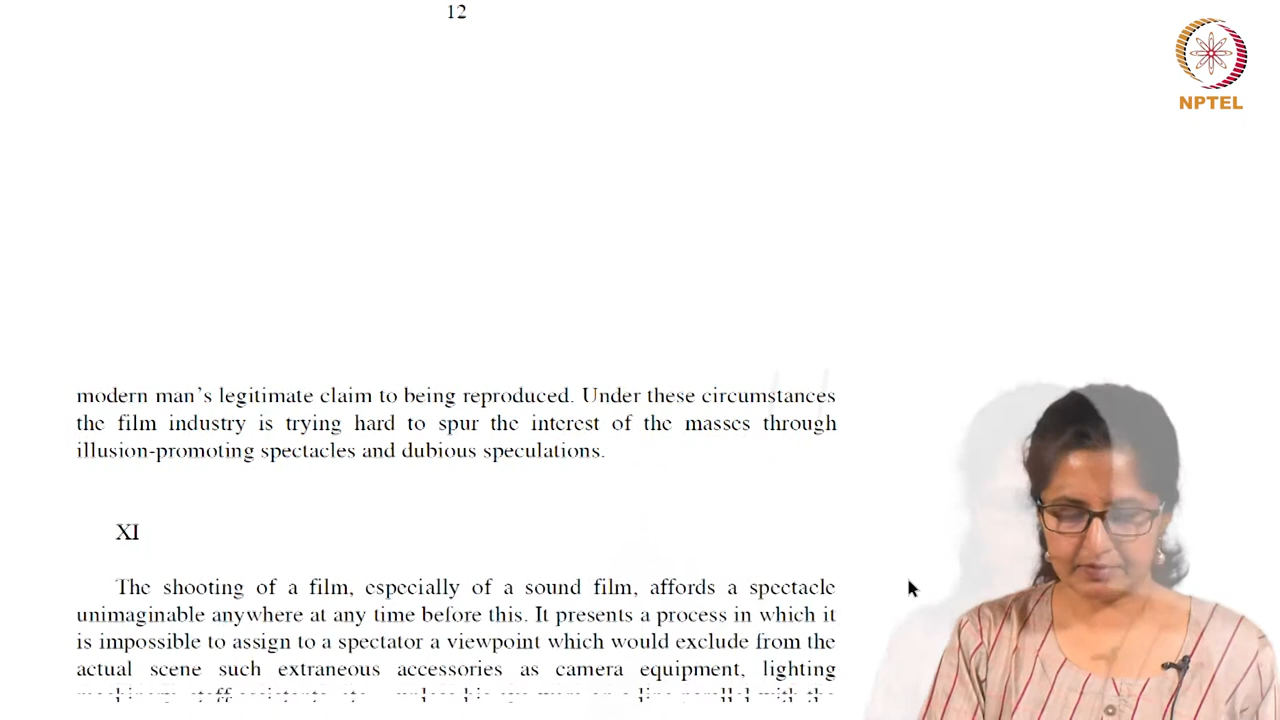 12
NPTEL
modern man's legitimate claim to being reproduced. Under these circumstances
the film industry is trying hard to spur the interest of the masses through
illusion-promoting spectacles and dubious speculations.
XI
The shooting of a film, especially of a sound film, affords a spectacle
unimaginable anywhere at any time before this. It presents a process in which it
is impossible to assign to a spectator a viewpoint which would exclude from the
actual scene such extraneous accessories as camera equipment, lighting